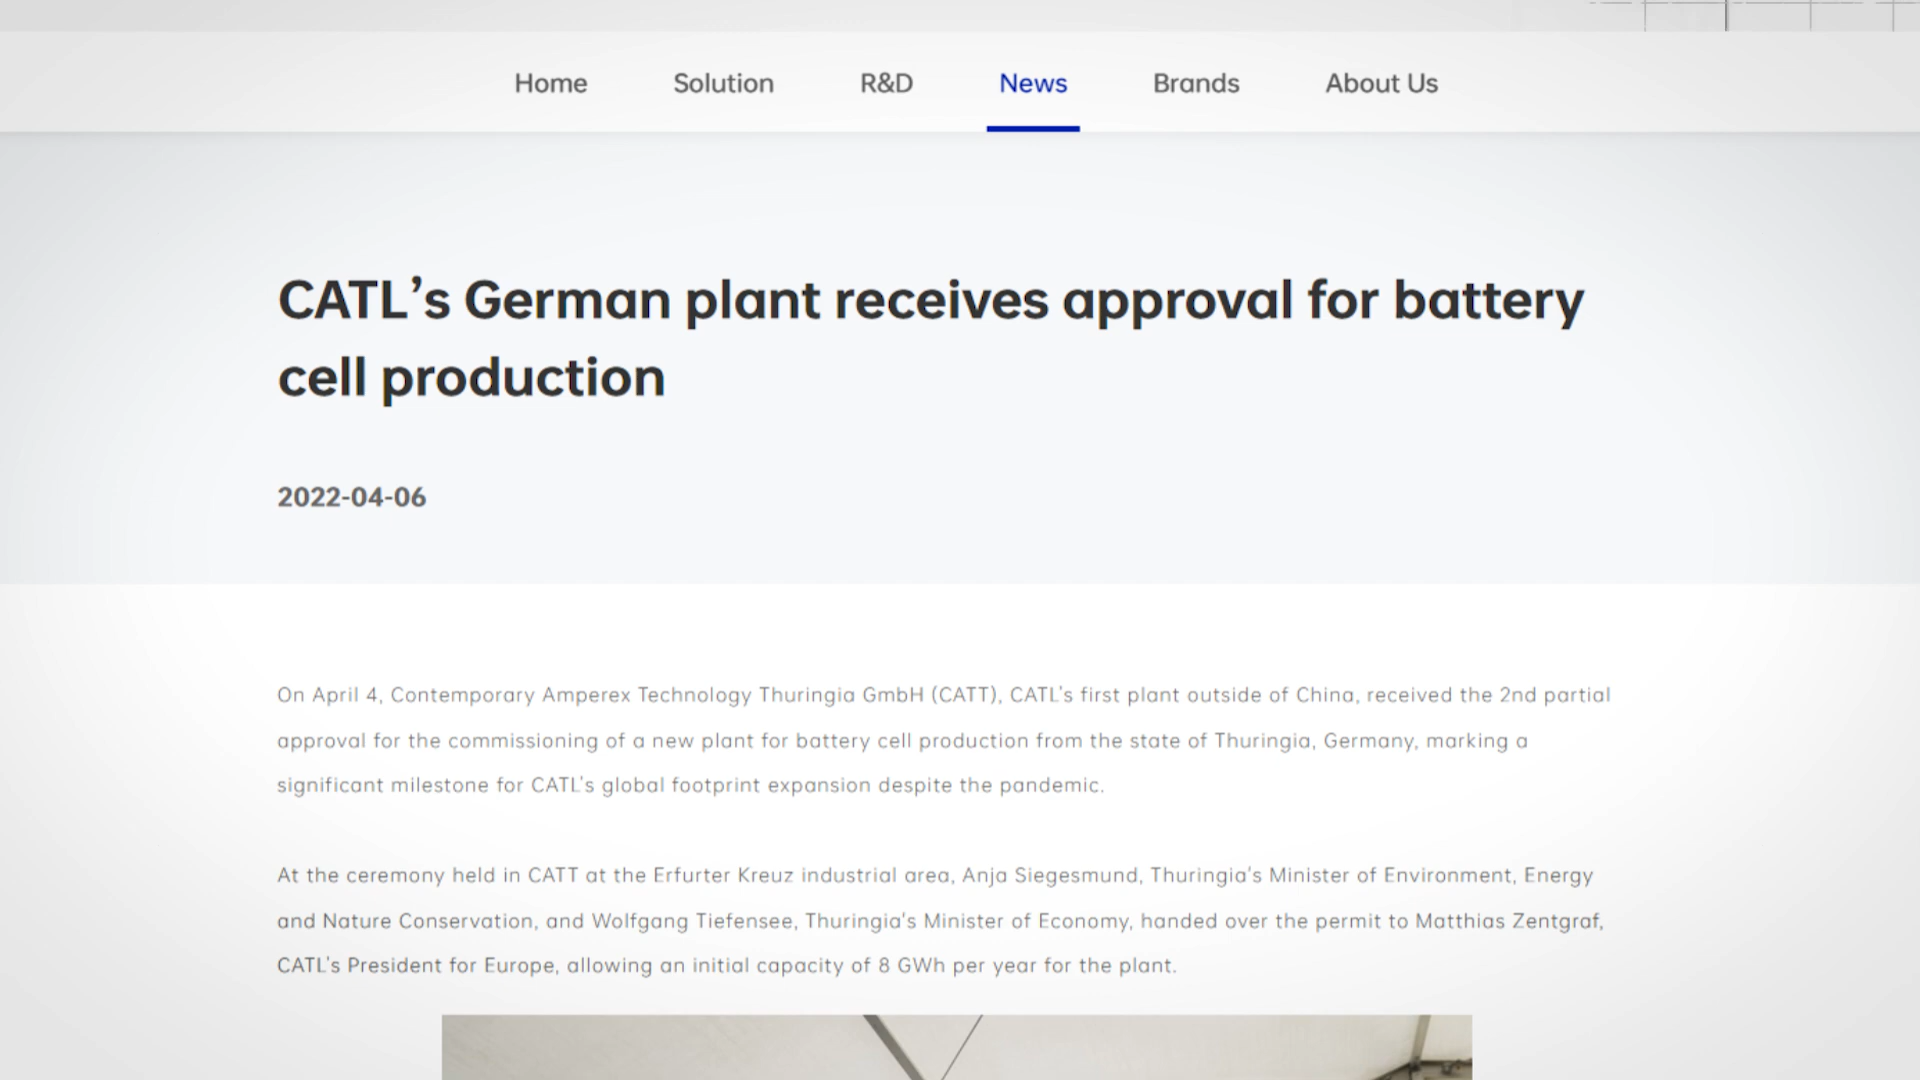 Home Solution R&D News Brands About Us
CATL’s German plant receives approval for battery
cell production
2022-04-06
On April 4, Contemporary Amperex Technology Thuringia GmbH (CATT), CATL's first plant outside of China, received the 2nd partial
approval for the commissioning of a new plant for battery cell production from the state of Thuringia, Germany, marking a
significant milestone for CATL's global footprint expansion despite the pandemic.
At the ceremony held in CATT at the Erfurter Kreuz industrial area, Anja Siegesmund, Thuringia's Minister of Environment, Energy
and Nature Conservation, and Wolfgang Tiefensee, Thuringia's Minister of Economy, handed over the permit to Matthias Zentgraf,
CATL's President for Europe, allowing an initial capacity of 8 GWh per year for the plant.